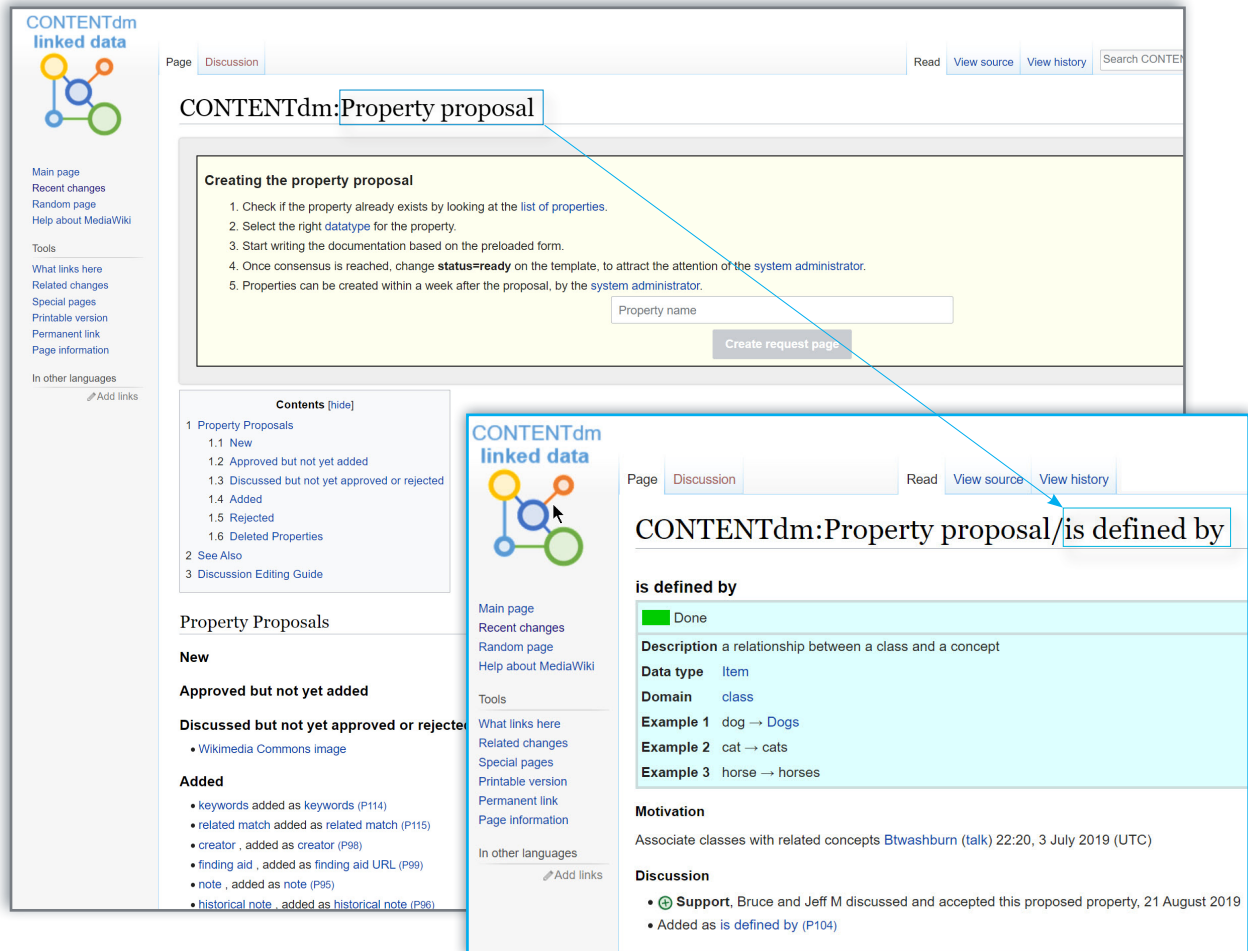 CONTENTdm
linked data
Page Discussion
Read View source View history
Search CONTEN
CONTENTdm:Property proposal
Main page
Recent changes
Random page
Help about MediaWiki
Tools
What links here
Related changes
Special pages
Printable version
Permanent link
Page information
In other languages
Add links
Creating the property proposal
1. Check if the property already exists by looking at the list of properties.
2. Select the right datatype for the property.
3. Start writing the documentation based on the preloaded form.
4. Once consensus is reached, change status=ready on the template, to attract the attention of the system administrator.
5. Properties can be created within a week after the proposal, by the system administrator.
Property name
Create request page
Contents [hide]
1 Property Proposals
1.1 New
1.2 Approved but not yet added
1.3 Discussed but not yet approved or rejected
1.4 Added
1.5 Rejected
1.6 Deleted Properties
2 See Also
3 Discussion Editing Guide
Property Proposals
New
Approved but not yet added
Discussed but not yet approved or rejected
• Wikimedia Commons image
Added
• keywords added as keywords (P114)
• related match added as related match (P115)
• creator , added as creator (P98)
• finding aid , added as finding aid URL (P99)
• note , added as note (P95)
• historical note , added as historical note (P96)
CONTENTdm
linked data
Page Discussion
Read View source View history
CONTENTdm:Property proposal/is defined by
Main page
Recent changes
Random page
Help about MediaWiki
Tools
What links here
Related changes
Special pages
Printable version
Permanent link
Page information
In other languages
Add links
is defined by
Done
Description a relationship between a class and a concept
Data type Item
Domain class
Example 1 dog → Dogs
Example 2 cat → cats
Example 3 horse → horses
Motivation
Associate classes with related concepts Btwashburn (talk) 22:20, 3 July 2019 (UTC)
Discussion
• Support, Bruce and Jeff M discussed and accepted this proposed property, 21 August 2019
• Added as is defined by (P104)